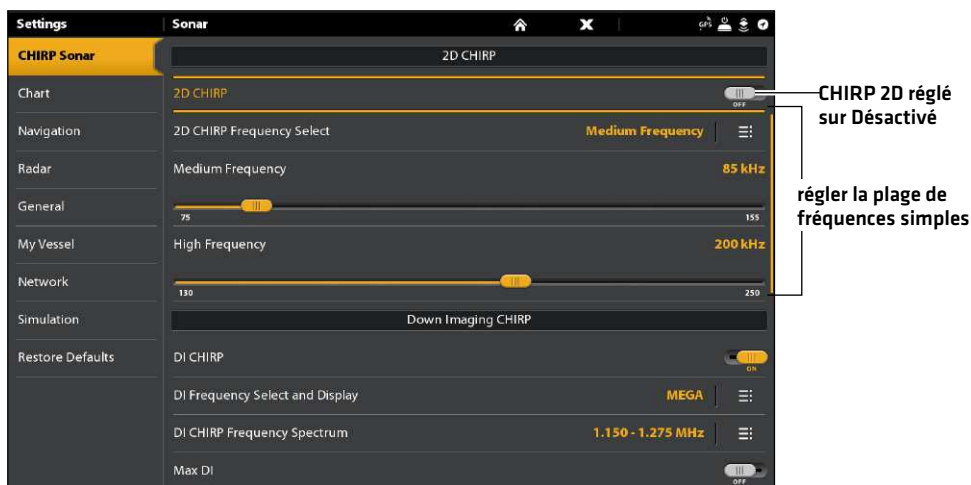 Settings
Sonar
GPS
CHIRP Sonar
2D CHIRP
Chart
2D CHIRP
OFF
CHIRP 2D réglé
sur Désactivé
Navigation
2D CHIRP Frequency Select
Medium Frequency
Radar
Medium Frequency
85 kHz
régler la plage de
fréquences simples
General
75
155
My Vessel
High Frequency
200 kHz
Network
130
250
Simulation
Down Imaging CHIRP
Restore Defaults
DI CHIRP
ON
DI Frequency Select and Display
MEGA
DI CHIRP Frequency Spectrum
1.150 - 1.275 MHz
Max DI
OFF